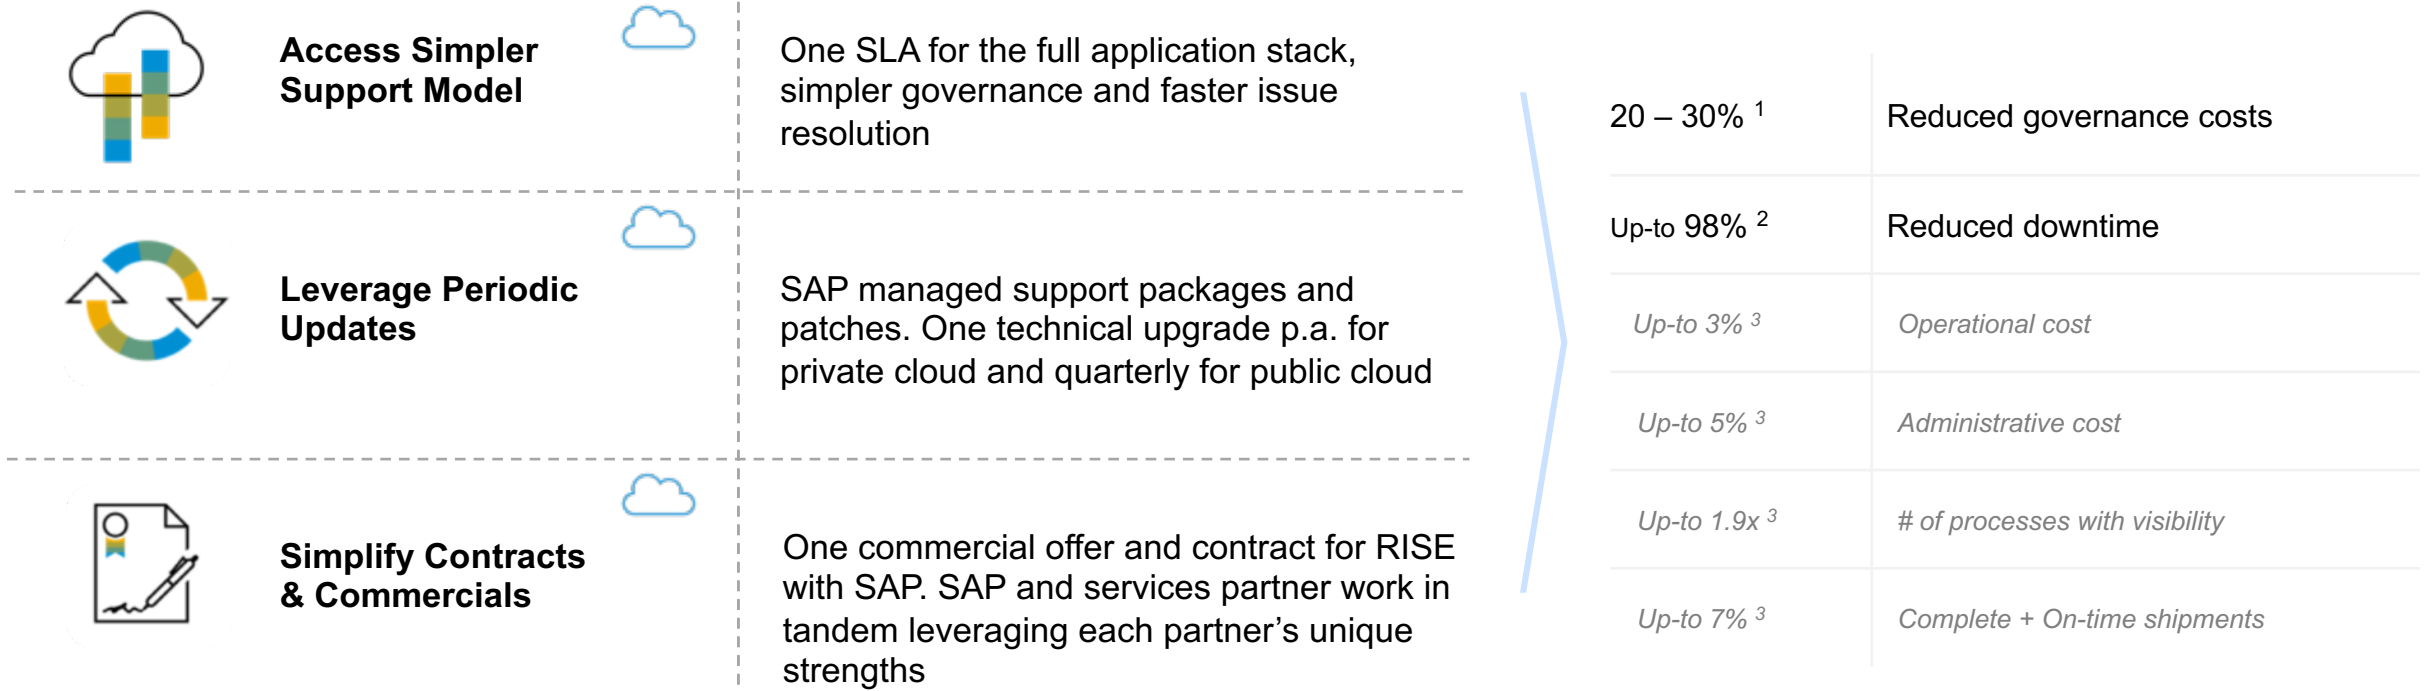 Access Simpler
Support Model
One SLA for the full application stack,
simpler governance and faster issue
resolution
Leverage Periodic
Updates
SAP managed support packages and
patches. One technical upgrade p.a. for
private cloud and quarterly for public cloud
Simplify Contracts
& Commercials
One commercial offer and contract for RISE
with SAP. SAP and services partner work in
tandem leveraging each partner’s unique
strengths
20 – 30% ¹ Reduced governance costs
Up-to 98% ² Reduced downtime
Up-to 3% ³ Operational cost
Up-to 5% ³ Administrative cost
Up-to 1.9x ³ # of processes with visibility
Up-to 7% ³ Complete + On-time shipments